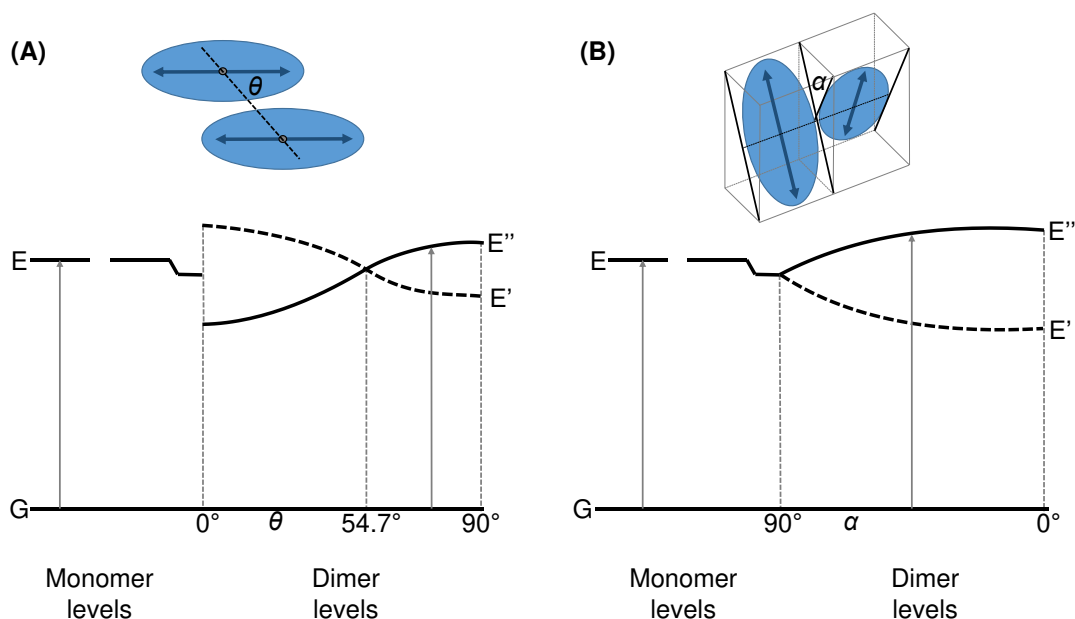 (A)
θ
E
E''
E'
G
0°
θ
54.7°
90°
Monomer
levels
Dimer
levels
(B)
α
E
E''
E'
G
90°
α
0°
Monomer
levels
Dimer
levels